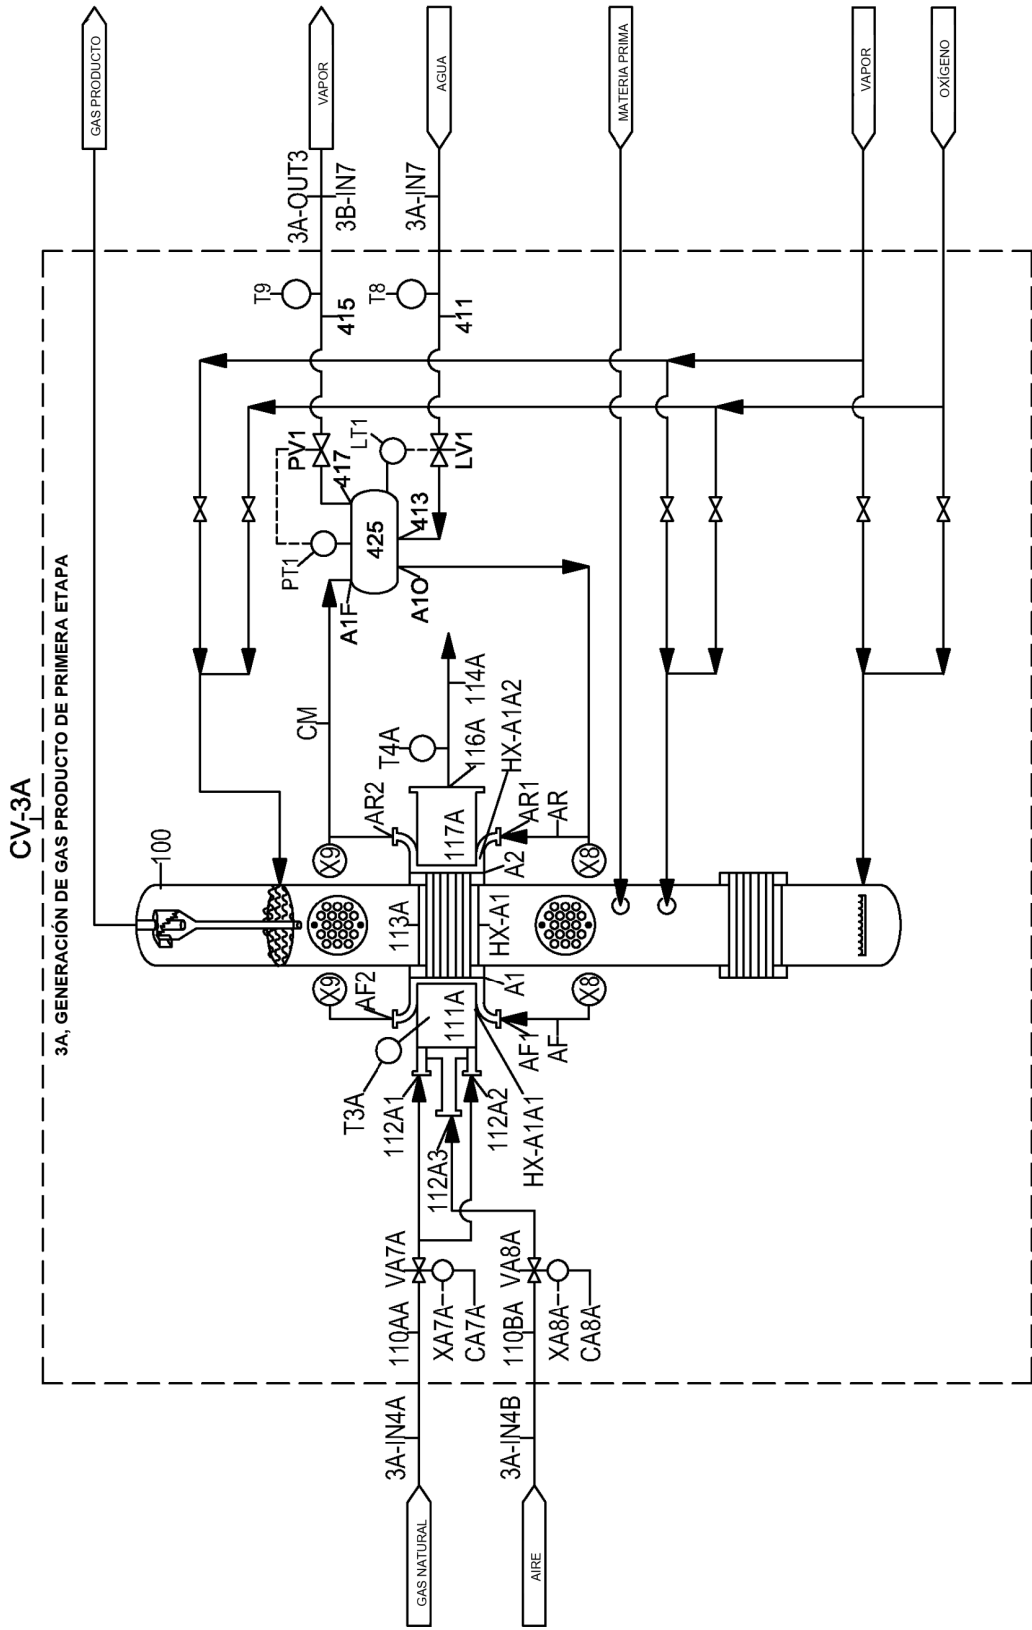 CV-3A
3A, GENERACIÓN DE GAS PRODUCTO DE PRIMERA ETAPA
GAS PRODUCTO
VAPOR
AGUA
MATERIA PRIMA
VAPOR
OXÍGENO
3A-OUT3
3B-IN7
3A-IN7
T9
415
T8
411
PV1
417
LT1
LV1
PT1
425
413
A1F
A1O
CM
114A
T4A
116A
HX-A1A2
AR2
AR1
AR
117A
X9
X8
A2
100
113A
HX-A1
X9
X8
AF2
A1
111A
AF1
AF
T3A
112A1
112A2
HX-A1A1
112A3
VA7A
VA8A
110AA
XA7A
CA7A
110BA
XA8A
CA8A
3A-IN4A
3A-IN4B
GAS NATURAL
AIRE